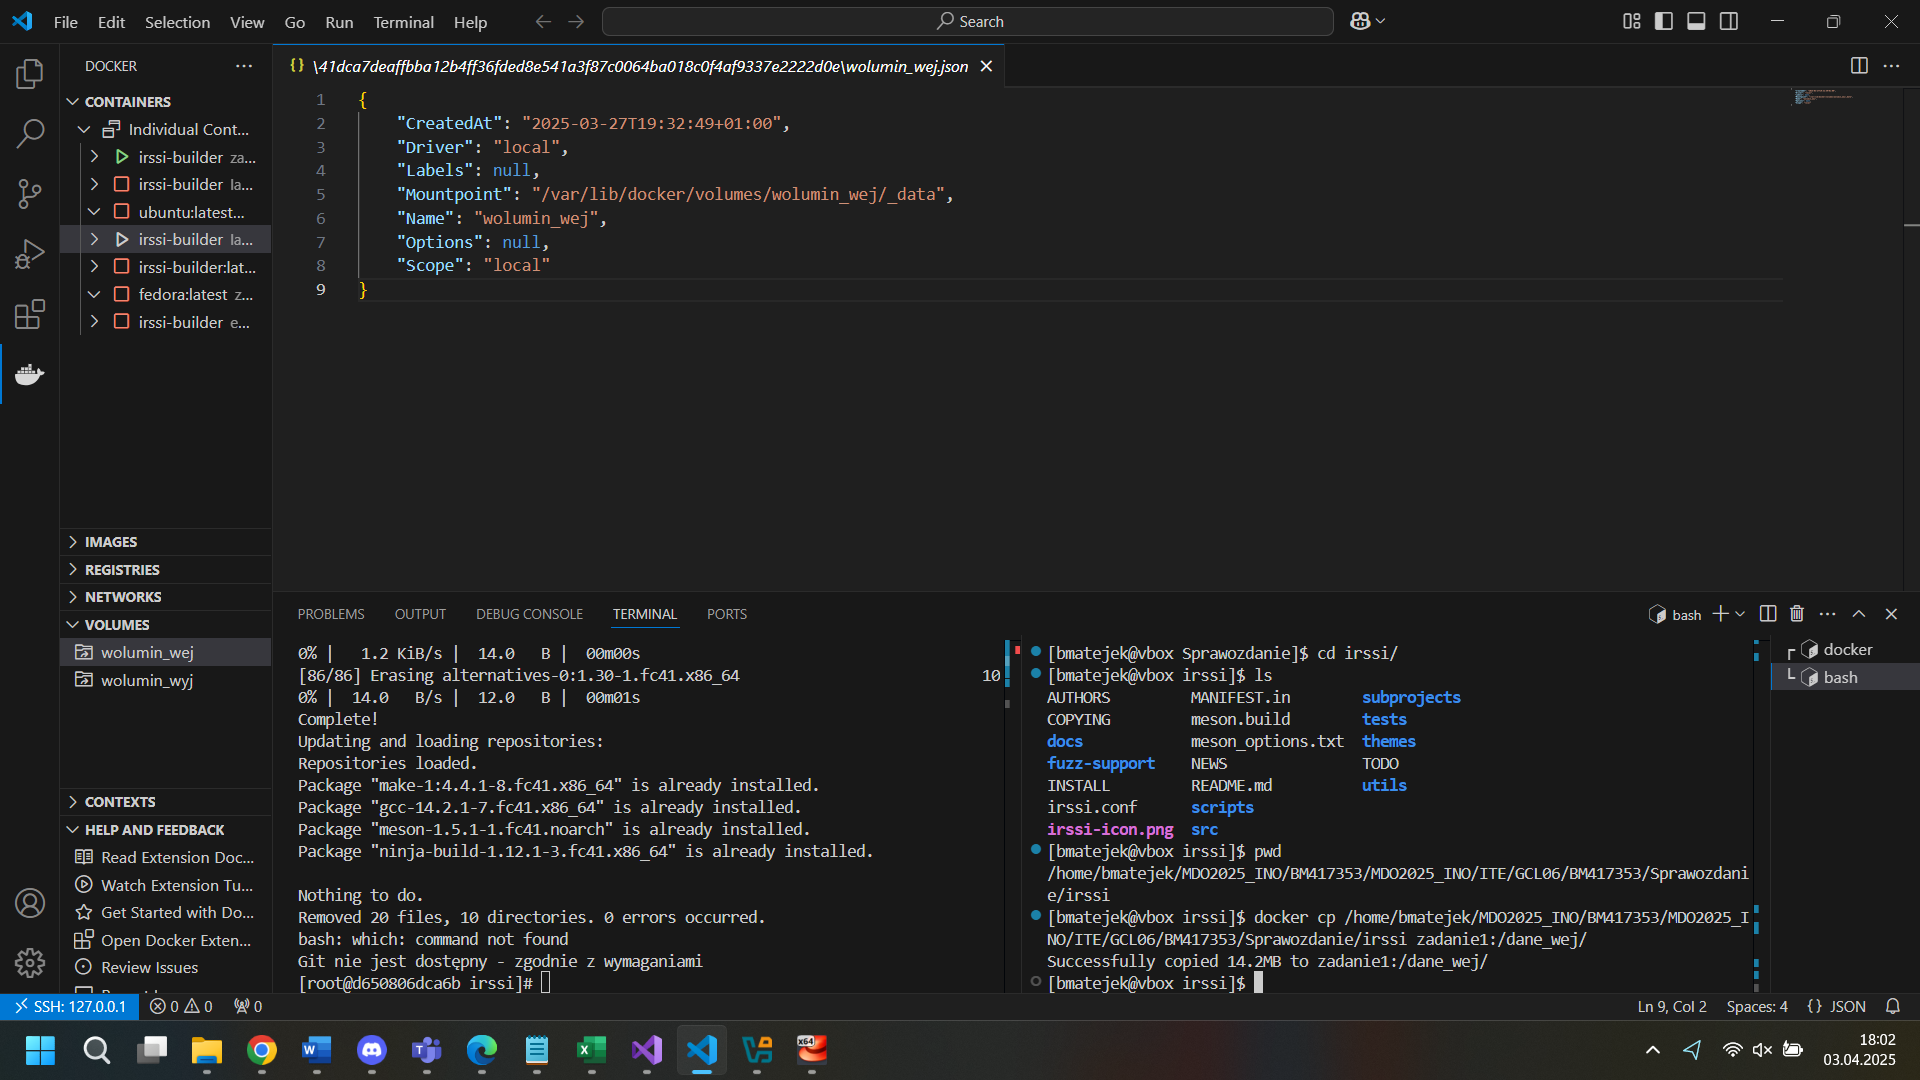 File Edit Selection View Go Run Terminal Help
Search
DOCKER
CONTAINERS
Individual Cont...
irssi-builder za...
irssi-builder la...
ubuntu:latest...
irssi-builder la...
irssi-builder:lat...
fedora:latest z...
irssi-builder e...
IMAGES
REGISTRIES
NETWORKS
VOLUMES
wolumin_wej
wolumin_wyj
CONTEXTS
HELP AND FEEDBACK
Read Extension Doc...
Watch Extension Tu...
Get Started with Do...
Open Docker Exten...
Review Issues
{} \41dca7deaffbba12b4ff36fded8e541a3f87c0064ba018c0f4af9337e2222d0e\wolumin_wej.json
1 {
2 "CreatedAt": "2025-03-27T19:32:49+01:00",
3 "Driver": "local",
4 "Labels": null,
5 "Mountpoint": "/var/lib/docker/volumes/wolumin_wej/_data",
6 "Name": "wolumin_wej",
7 "Options": null,
8 "Scope": "local"
9 }
PROBLEMS OUTPUT DEBUG CONSOLE TERMINAL PORTS
bash
0% | 1.2 KiB/s | 14.0 B | 00m00s
[86/86] Erasing alternatives-0:1.30-1.fc41.x86_64 10
0% | 14.0 B/s | 12.0 B | 00m01s
Complete!
Updating and loading repositories:
Repositories loaded.
Package "make-1:4.4.1-8.fc41.x86_64" is already installed.
Package "gcc-14.2.1-7.fc41.x86_64" is already installed.
Package "meson-1.5.1-1.fc41.noarch" is already installed.
Package "ninja-build-1.12.1-3.fc41.x86_64" is already installed.
Nothing to do.
Removed 20 files, 10 directories. 0 errors occurred.
bash: which: command not found
Git nie jest dostępny - zgodnie z wymaganiami
[root@d650806dca6b irssi]#
[bmatejek@vbox Sprawozdanie]$ cd irssi/
[bmatejek@vbox irssi]$ ls
AUTHORS MANIFEST.in subprojects
COPYING meson.build tests
docs meson_options.txt themes
fuzz-support NEWS TODO
INSTALL README.md utils
irssi.conf scripts
irssi-icon.png src
[bmatejek@vbox irssi]$ pwd
/home/bmatejek/MDO2025_INO/BM417353/MDO2025_INO/ITE/GCL06/BM417353/Sprawozdani
e/irssi
[bmatejek@vbox irssi]$ docker cp /home/bmatejek/MDO2025_INO/BM417353/MDO2025_I
NO/ITE/GCL06/BM417353/Sprawozdanie/irssi zadanie1:/dane_wej/
Successfully copied 14.2MB to zadanie1:/dane_wej/
[bmatejek@vbox irssi]$
docker
bash
SSH: 127.0.0.1 0 0 0
Ln 9, Col 2 Spaces: 4 {} JSON
18:02
03.04.2025